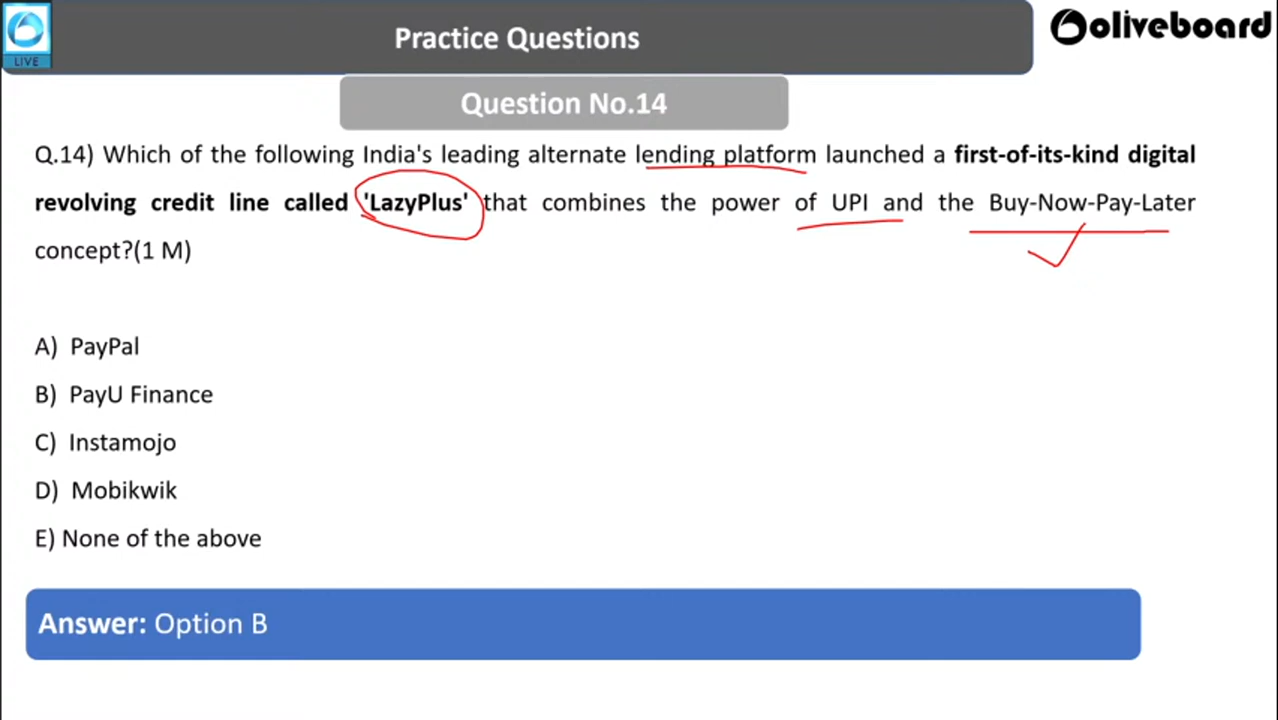 LIVE
Practice Questions
oliveboard
Question No.14
Q.14) Which of the following India's leading alternate lending platform launched a first-of-its-kind digital
revolving credit line called 'LazyPlus' that combines the power of UPI and the Buy-Now-Pay-Later
concept?(1 M)
A) PayPal
B) PayU Finance
C) Instamojo
D) Mobikwik
E) None of the above
Answer: Option B